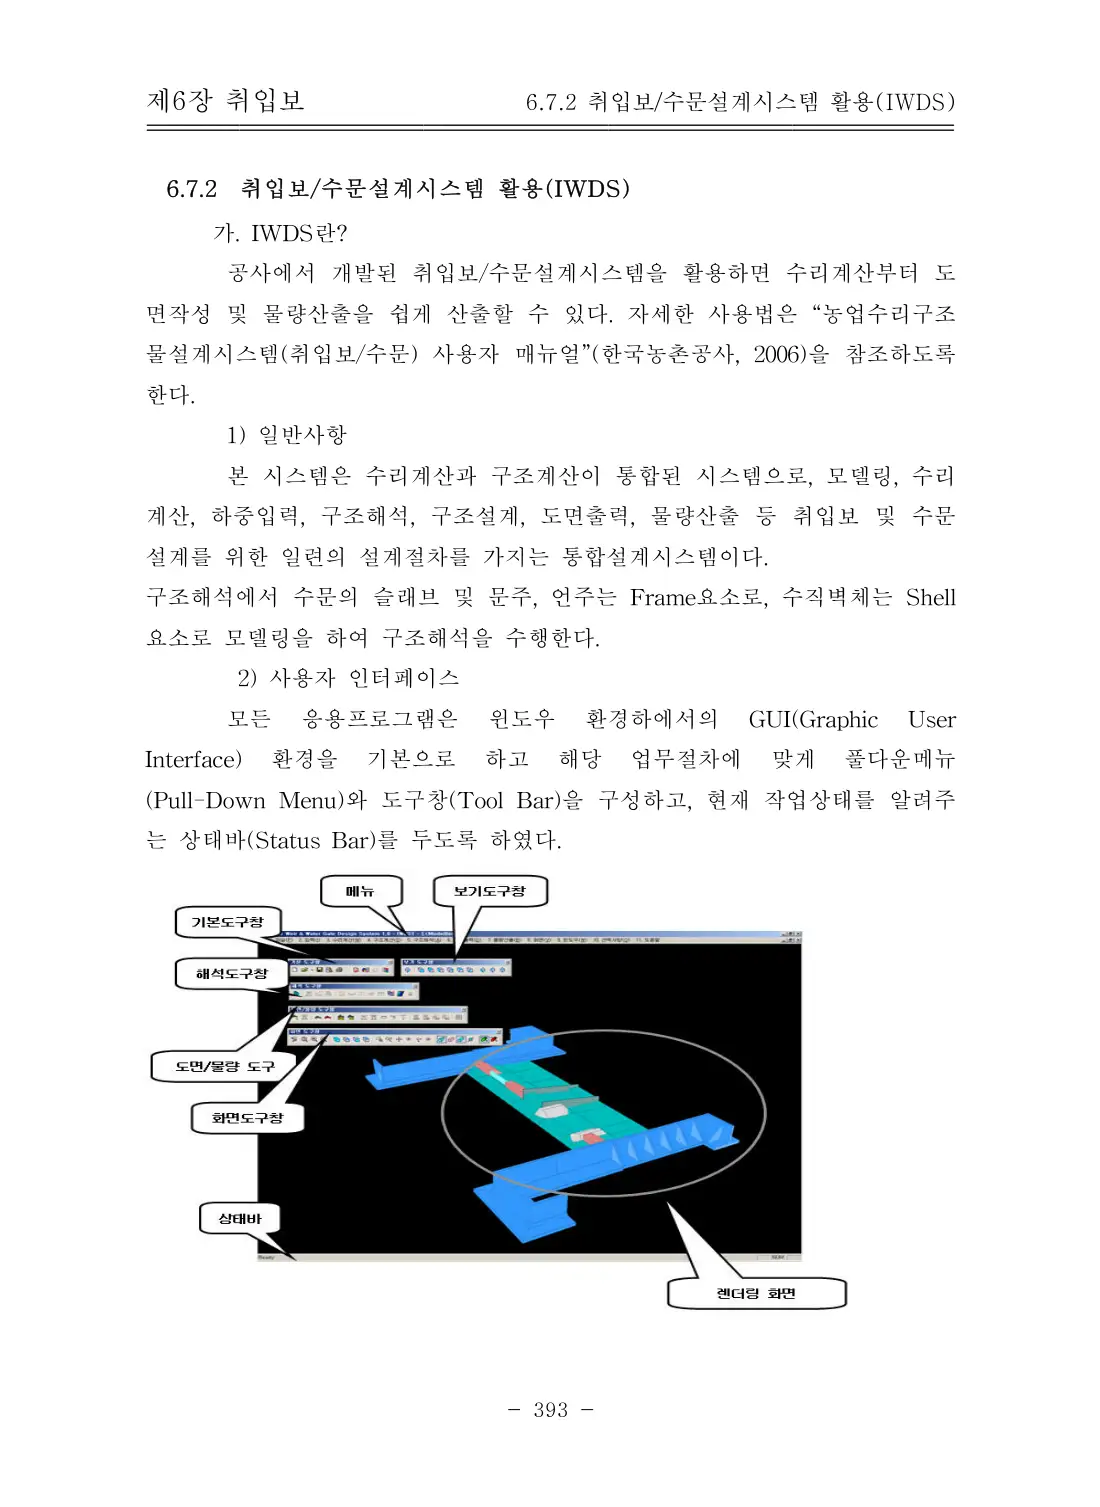 제6장 취입보
6.7.2 취입보/수문설계시스템 활용(IWDS)
6.7.2 취입보/수문설계시스템 활용(IWDS)
가. IWDS란?
공사에서 개발된 취입보/수문설계시스템을 활용하면 수리계산부터 도
면작성 및 물량산출을 쉽게 산출할 수 있다. 자세한 사용법은 “농업수리구조
물설계시스템(취입보/수문) 사용자 매뉴얼”(한국농촌공사, 2006)을 참조하도록
한다.
1) 일반사항
본 시스템은 수리계산과 구조계산이 통합된 시스템으로, 모델링, 수리
계산, 하중입력, 구조해석, 구조설계, 도면출력, 물량산출 등 취입보 및 수문
설계를 위한 일련의 설계절차를 가지는 통합설계시스템이다.
구조해석에서 수문의 슬래브 및 문주, 언주는 Frame요소로, 수직벽체는 Shell
요소로 모델링을 하여 구조해석을 수행한다.
2) 사용자 인터페이스
모든 응용프로그램은 윈도우 환경하에서의 GUI(Graphic User
Interface) 환경을 기본으로 하고 해당 업무절차에 맞게 풀다운메뉴
(Pull-Down Menu)와 도구창(Tool Bar)을 구성하고, 현재 작업상태를 알려주
는 상태바(Status Bar)를 두도록 하였다.
메뉴
보기도구창
기본도구창
해석도구창
도면/물량 도구
화면도구창
상태바
Ready
렌더링 화면
- 393 -